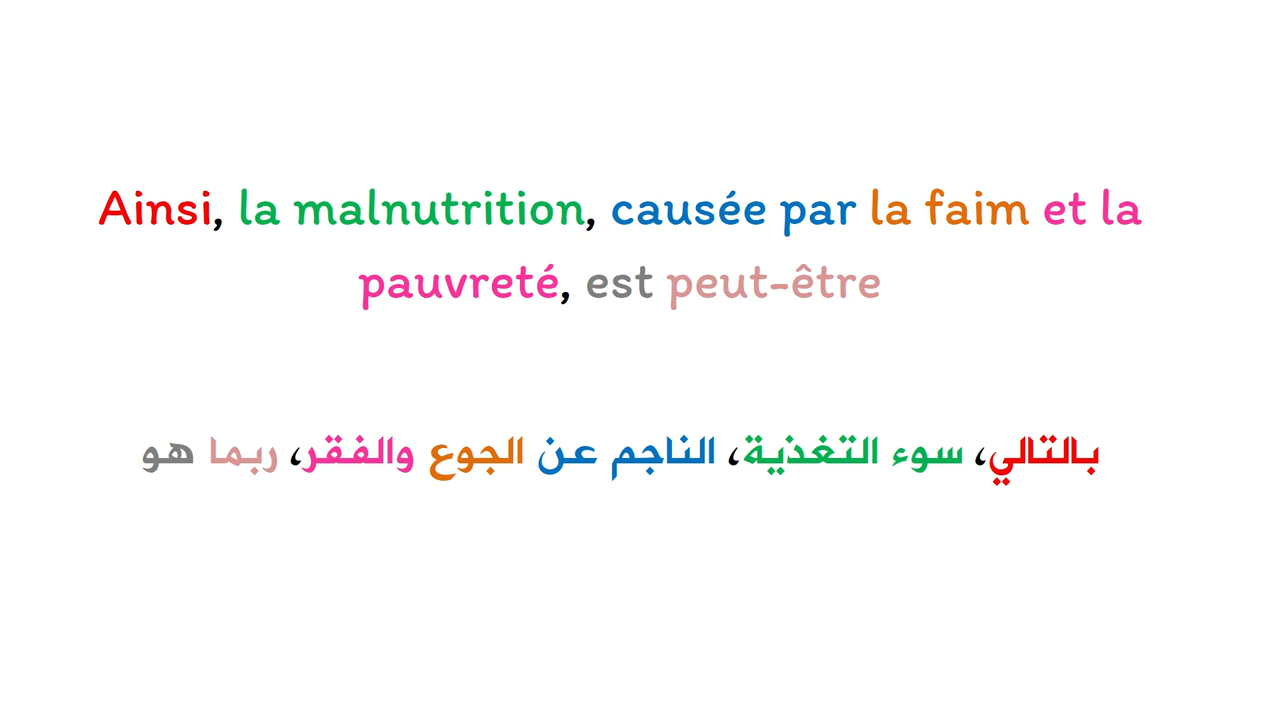 Ainsi, la malnutrition, causée par la faim et la
pauvreté, est peut-être
بالتالي، سوء التغذية، الناجم عن الجوع والفقر، ربما هو